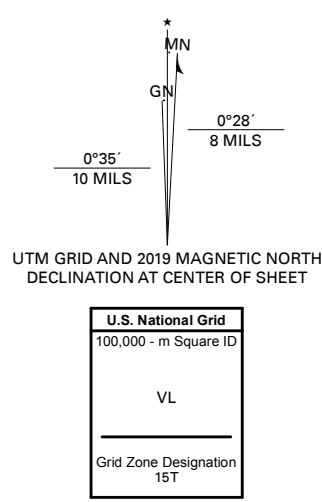 ★
MN
GN
0°28´
8 MILS
0°35´
10 MILS
UTM GRID AND 2019 MAGNETIC NORTH
DECLINATION AT CENTER OF SHEET
U.S. National Grid
100,000 - m Square ID
VL
Grid Zone Designation
15T